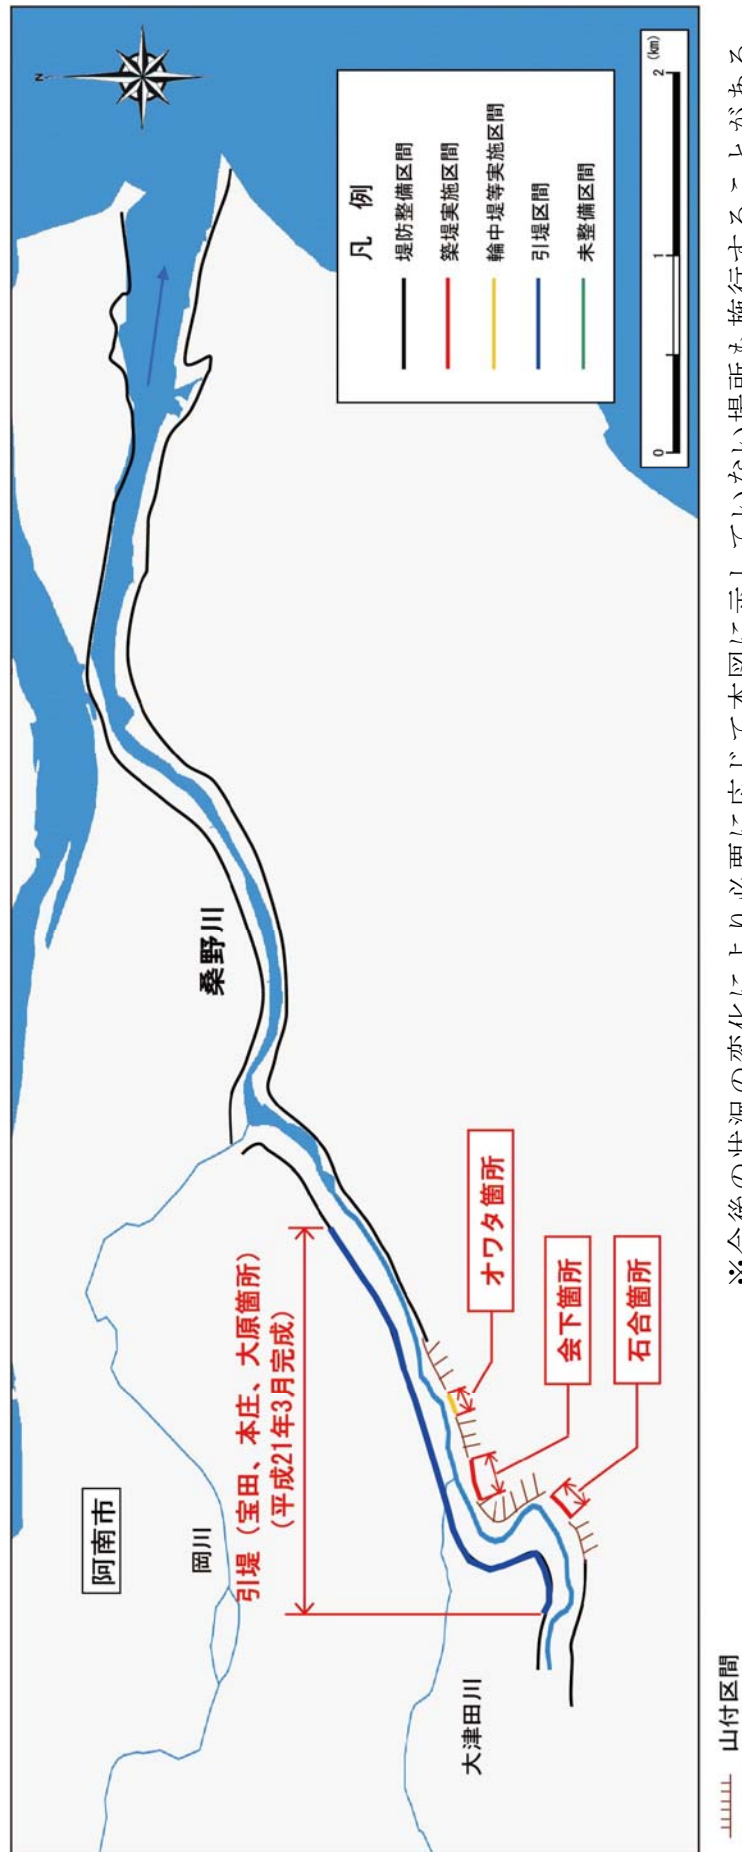 N
凡 例
堤防整備区間
築堤実施区間
輪中堤等実施区間
引堤区間
未整備区間
0 1 2 (km)
桑野川
阿南市
岡川
引堤（宝田、本庄、大原箇所）
（平成21年3月完成）
大津田川
オワタ箇所
会下箇所
石合箇所
山付区間
※今後の状況の変化により必要に応じて本図に示していない場所も施行することがある